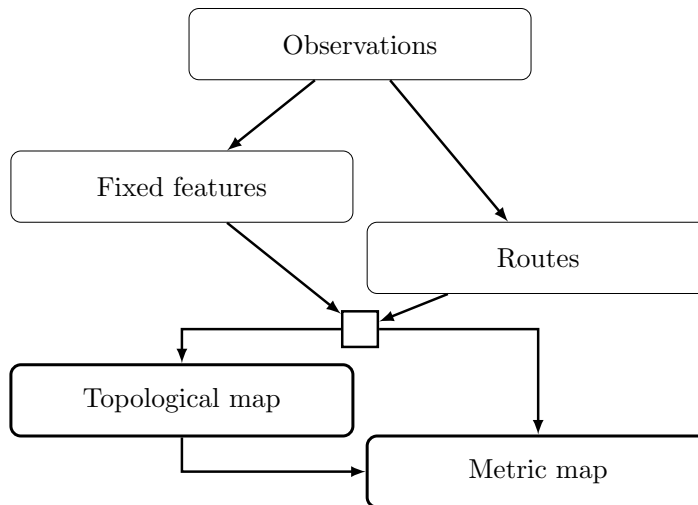 Observations
Fixed features
Routes
Topological map
Metric map